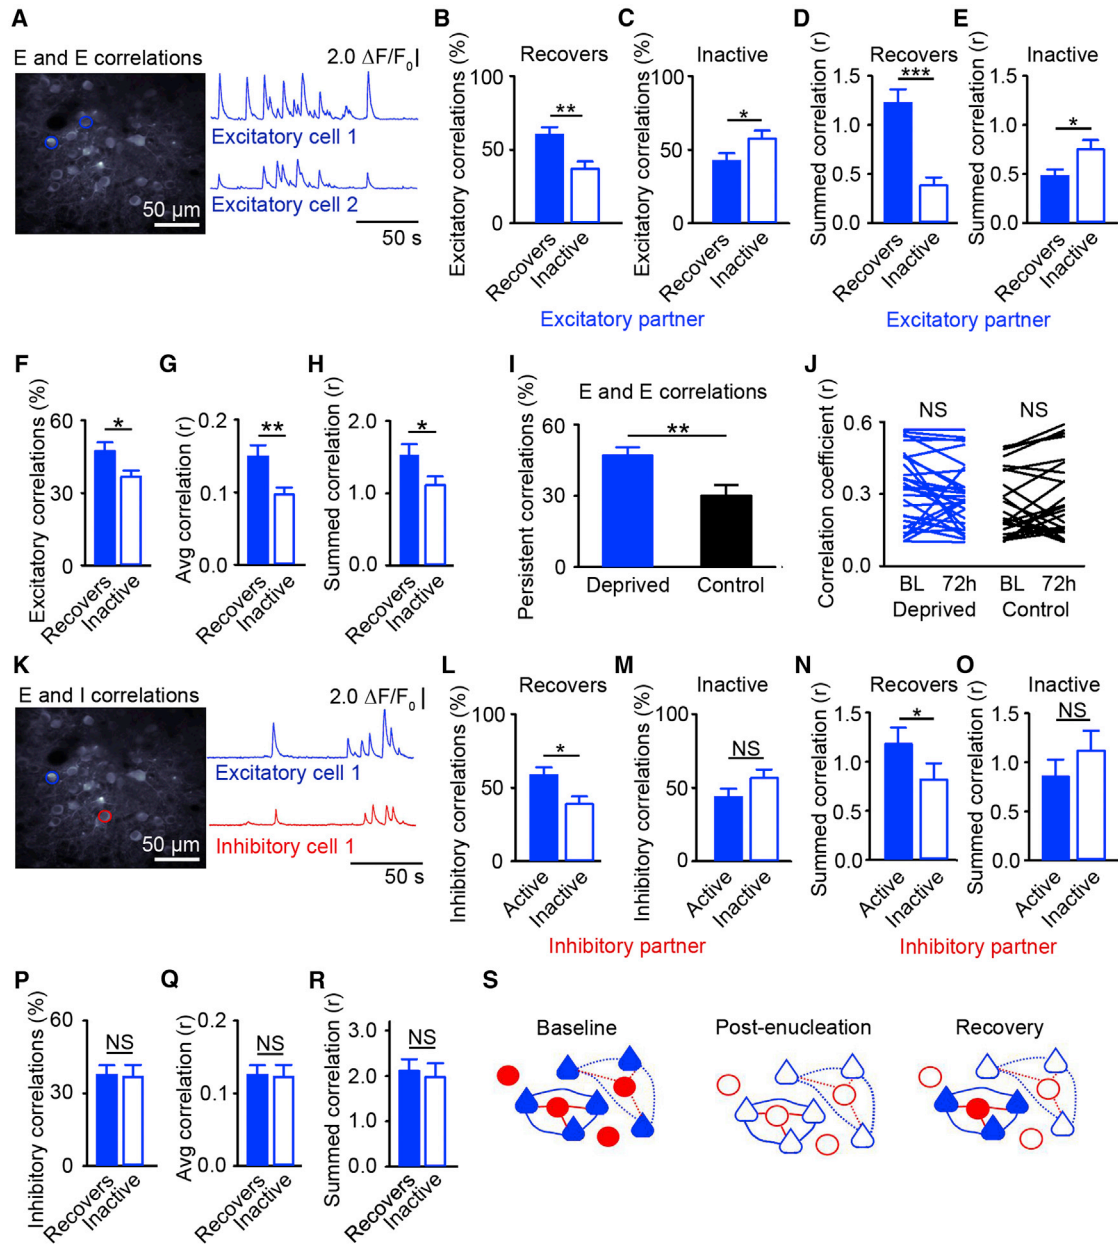 A
E and E correlations
2.0 ΔF/F0
Excitatory cell 1
Excitatory cell 2
50 µm
50 s
B
Excitatory correlations (%)
Recovers
100
50
0
**
Recovers
Inactive
C
Excitatory correlations (%)
Inactive
100
50
0
*
Recovers
Inactive
Excitatory partner
D
Summed correlation (r)
Recovers
1.5
1.0
0.5
0.0
***
Recovers
Inactive
E
Summed correlation (r)
Inactive
1.5
1.0
0.5
0.0
*
Recovers
Inactive
Excitatory partner
F
Excitatory correlations (%)
60
30
0
*
Recovers
Inactive
G
Avg correlation (r)
0.2
0.1
0.0
**
Recovers
Inactive
H
Summed correlation (r)
2.0
1.0
0.0
*
Recovers
Inactive
I
E and E correlations
Persistent correlations (%)
60
30
0
**
Deprived
Control
J
Correlation coefficient (r)
0.6
0.3
0.0
NS
NS
BL 72h
Deprived
BL 72h
Control
K
E and I correlations
2.0 ΔF/F0
Excitatory cell 1
Inhibitory cell 1
50 µm
50 s
L
Inhibitory correlations (%)
Recovers
100
50
0
*
Active
Inactive
M
Inhibitory correlations (%)
Inactive
100
50
0
NS
Active
Inactive
Inhibitory partner
N
Summed correlation (r)
Recovers
1.5
1.0
0.5
0.0
*
Active
Inactive
O
Summed correlation (r)
Inactive
1.5
1.0
0.5
0.0
NS
Active
Inactive
Inhibitory partner
P
Inhibitory correlations (%)
60
30
0
NS
Recovers
Inactive
Q
Avg correlation (r)
0.2
0.1
0.0
NS
Recovers
Inactive
R
Summed correlation (r)
3.0
2.0
1.0
0.0
NS
Recovers
Inactive
S
Baseline
Post-enucleation
Recovery